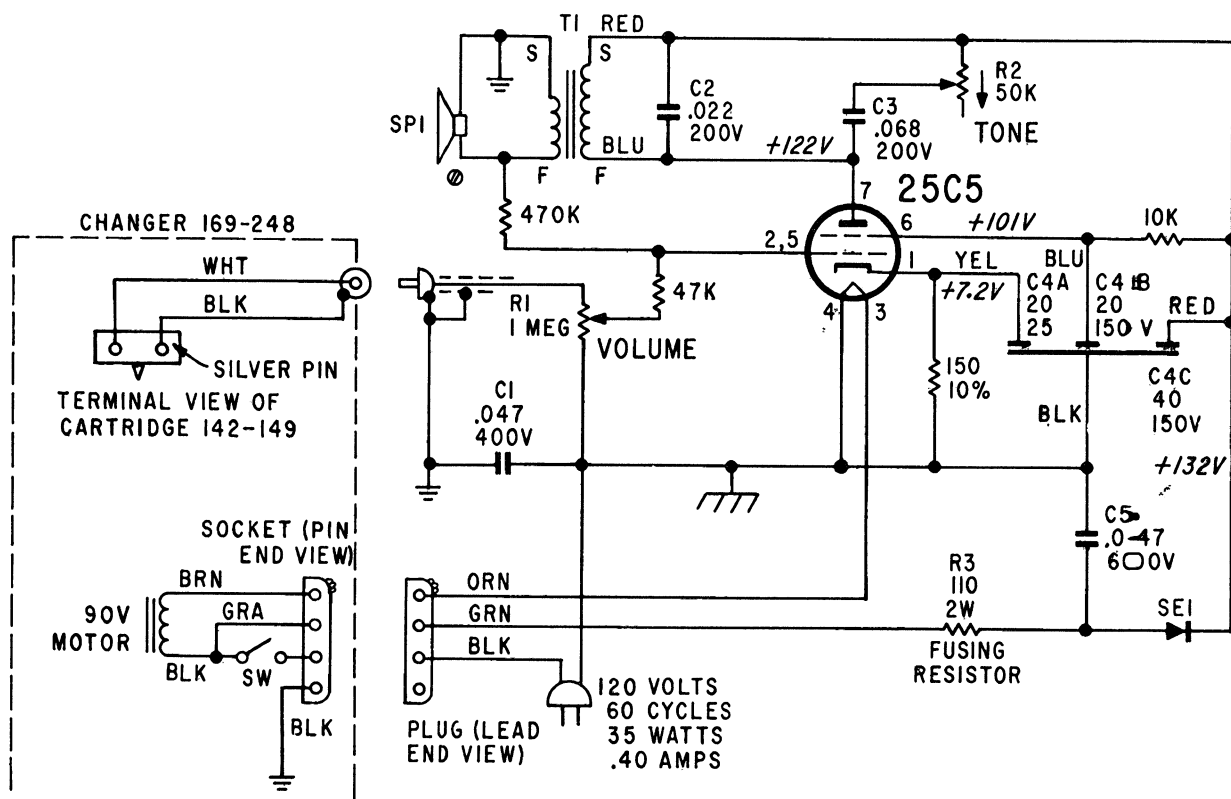 T1 RED
S
S
SP1
C2
.022
200V
C3
.068
200V
R2
50K
TONE
+122V
BLU
F
F
25C5
7
6
+101V
10K
470K
2,5
1
YEL
+7.2V
BLU
C4A
20
25
C4B
20
150V
RED
47K
4
3
CHANGER 169-248
WHT
BLK
R1
1 MEG
VOLUME
SILVER PIN
TERMINAL VIEW OF
CARTRIDGE 142-149
C1
.047
400V
150
10%
BLK
C4C
40
150V
+132V
SOCKET (PIN
END VIEW)
C5
.047
600V
BRN
GRA
90V
MOTOR
BLK
SW
BLK
ORN
GRN
BLK
R3
110
2W
FUSING
RESISTOR
SE1
PLUG (LEAD
END VIEW)
120 VOLTS
60 CYCLES
35 WATTS
.40 AMPS